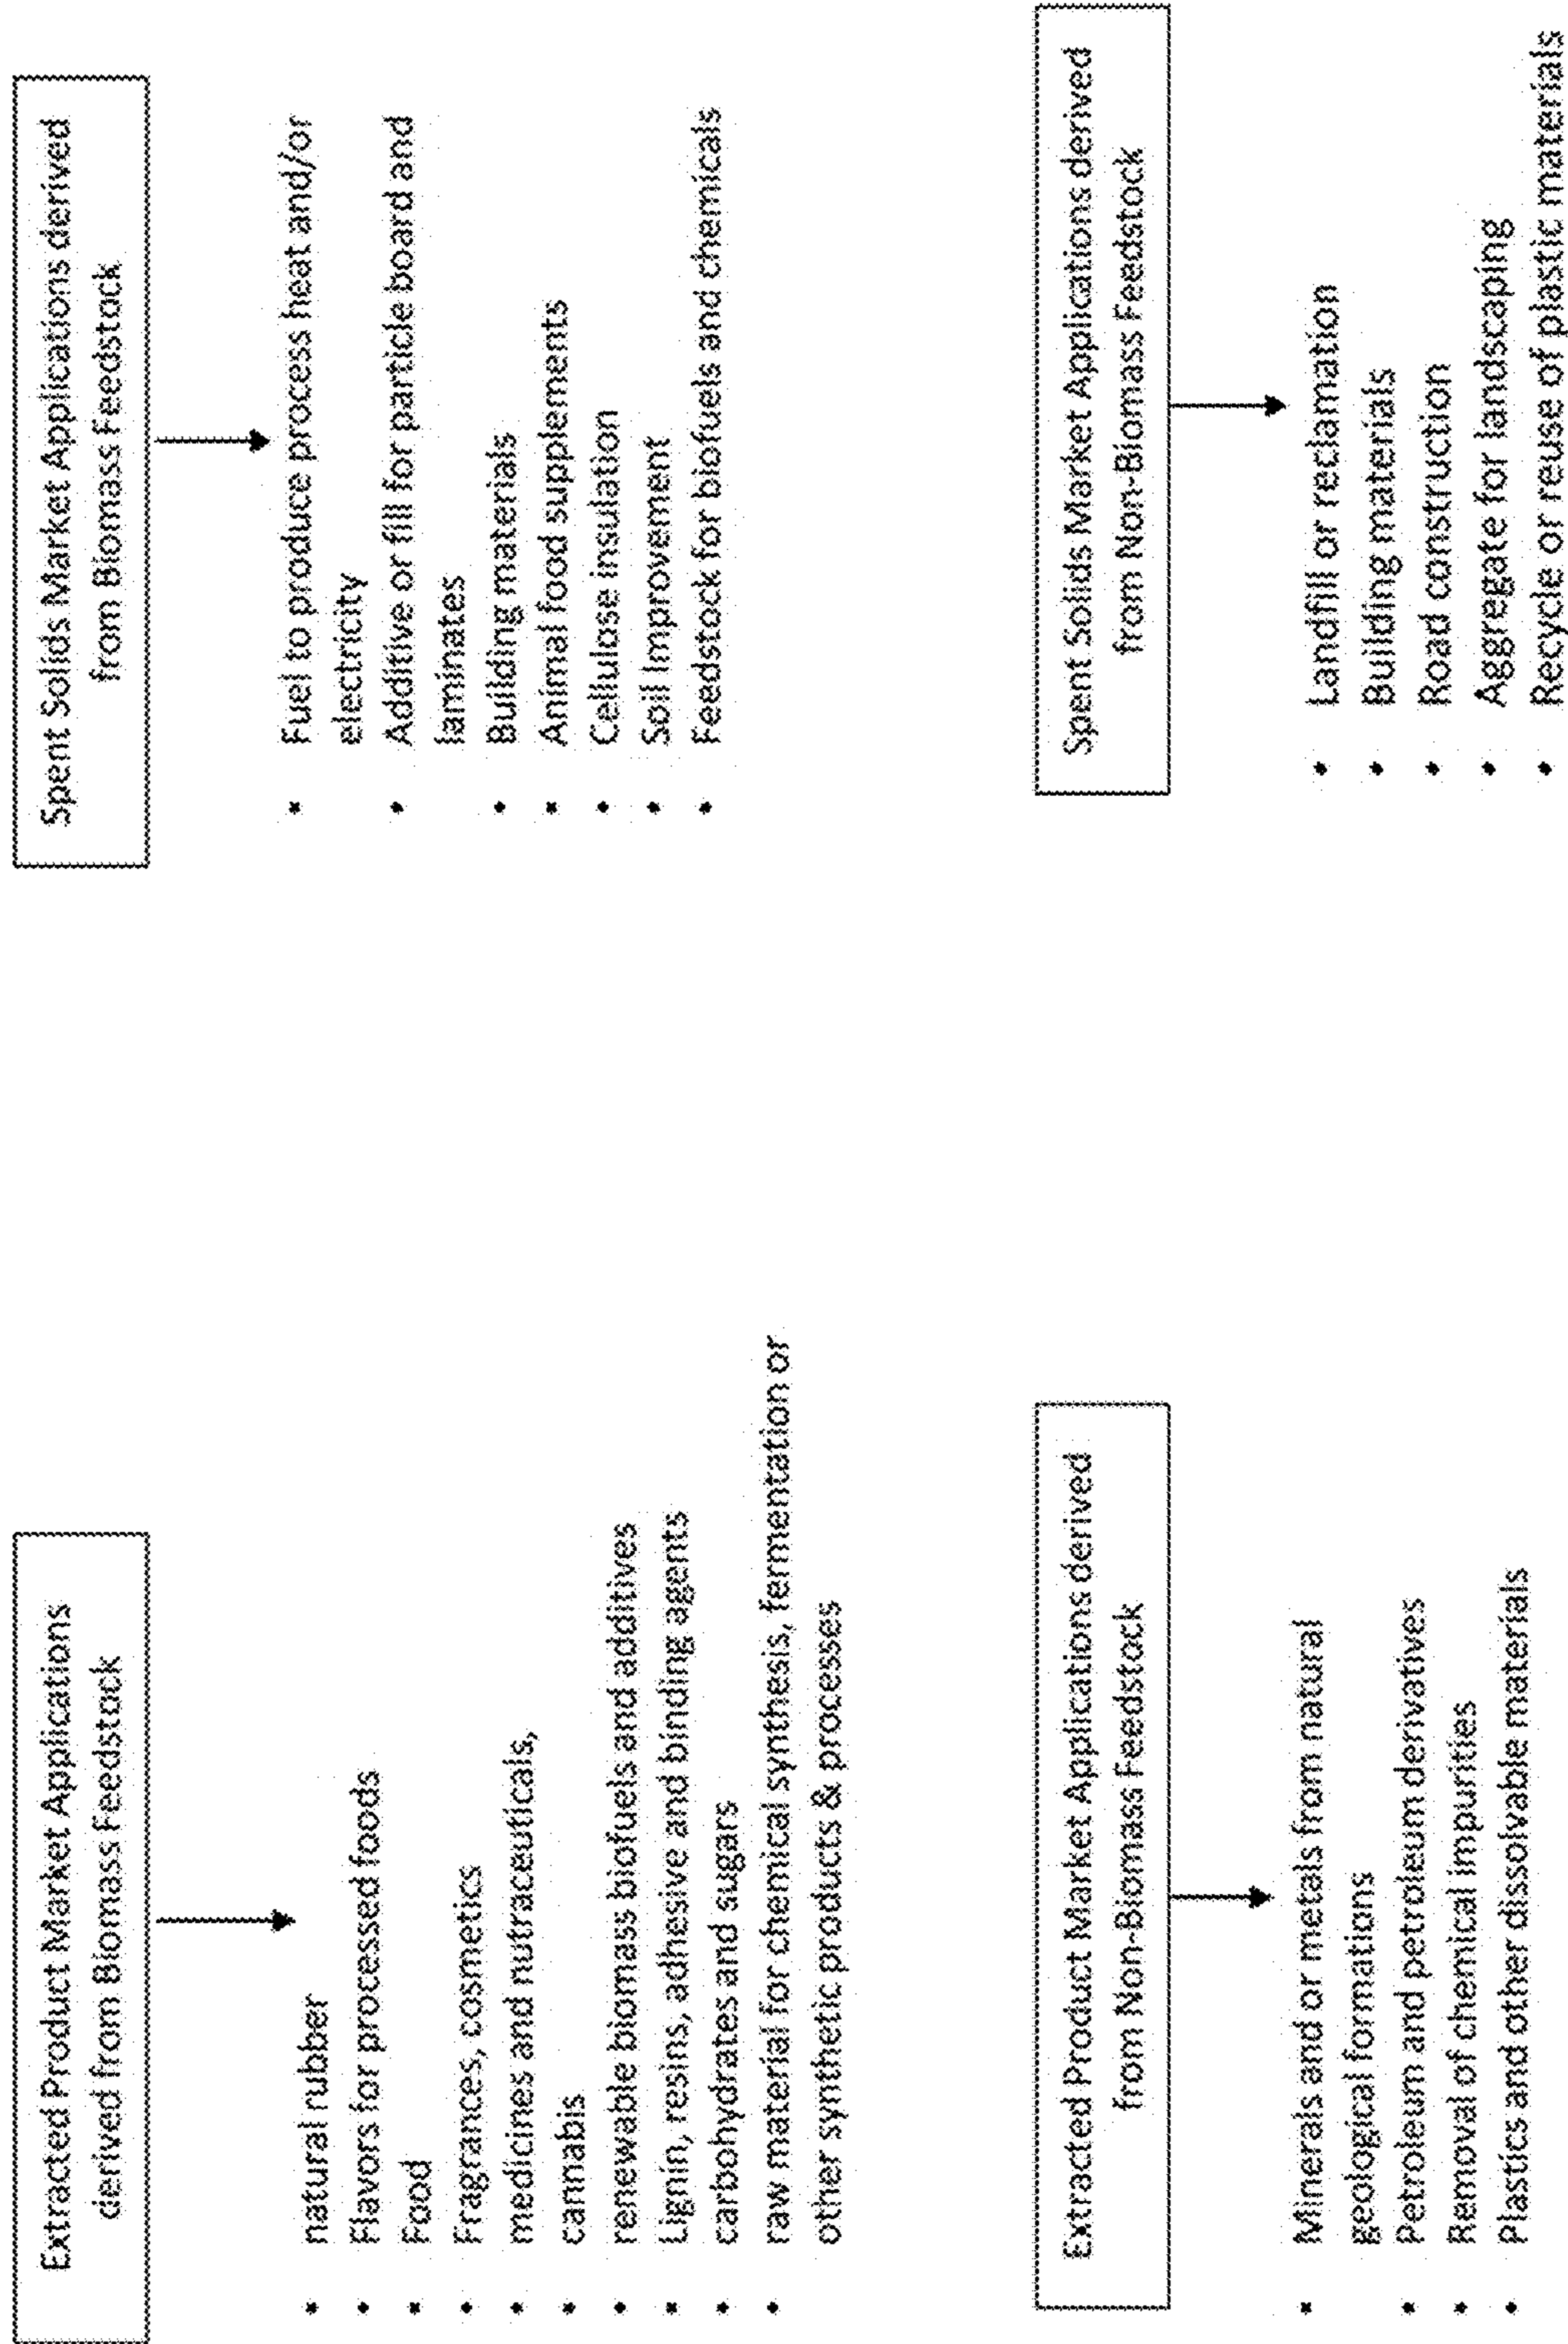 Extracted Product Market Applications
derived from Biomass Feedstock
• natural rubber
• Flavors for processed foods
• Food
• Fragrances, cosmetics
• medicines and nutraceuticals,
• cannabis
• renewable biomass biofuels and additives
• Lignin, resins, adhesive and binding agents
• carbohydrates and sugars
• raw material for chemical synthesis, fermentation or
other synthetic products & processes
Spent Solids Market Applications derived
from Biomass Feedstock
• Fuel to produce process heat and/or
electricity
• Additive or fill for particle board and
laminates
• Building materials
• Animal food supplements
• Cellulose insulation
• Soil Improvement
• Feedstock for biofuels and chemicals
Extracted Product Market Applications derived
from Non-Biomass Feedstock
• Minerals and or metals from natural
geological formations
• Petroleum and petroleum derivatives
• Removal of chemical impurities
• Plastics and other dissolvable materials
Spent Solids Market Applications derived
from Non-Biomass Feedstock
• Landfill or reclamation
• Building materials
• Road construction
• Aggregate for landscaping
• Recycle or reuse of plastic materials